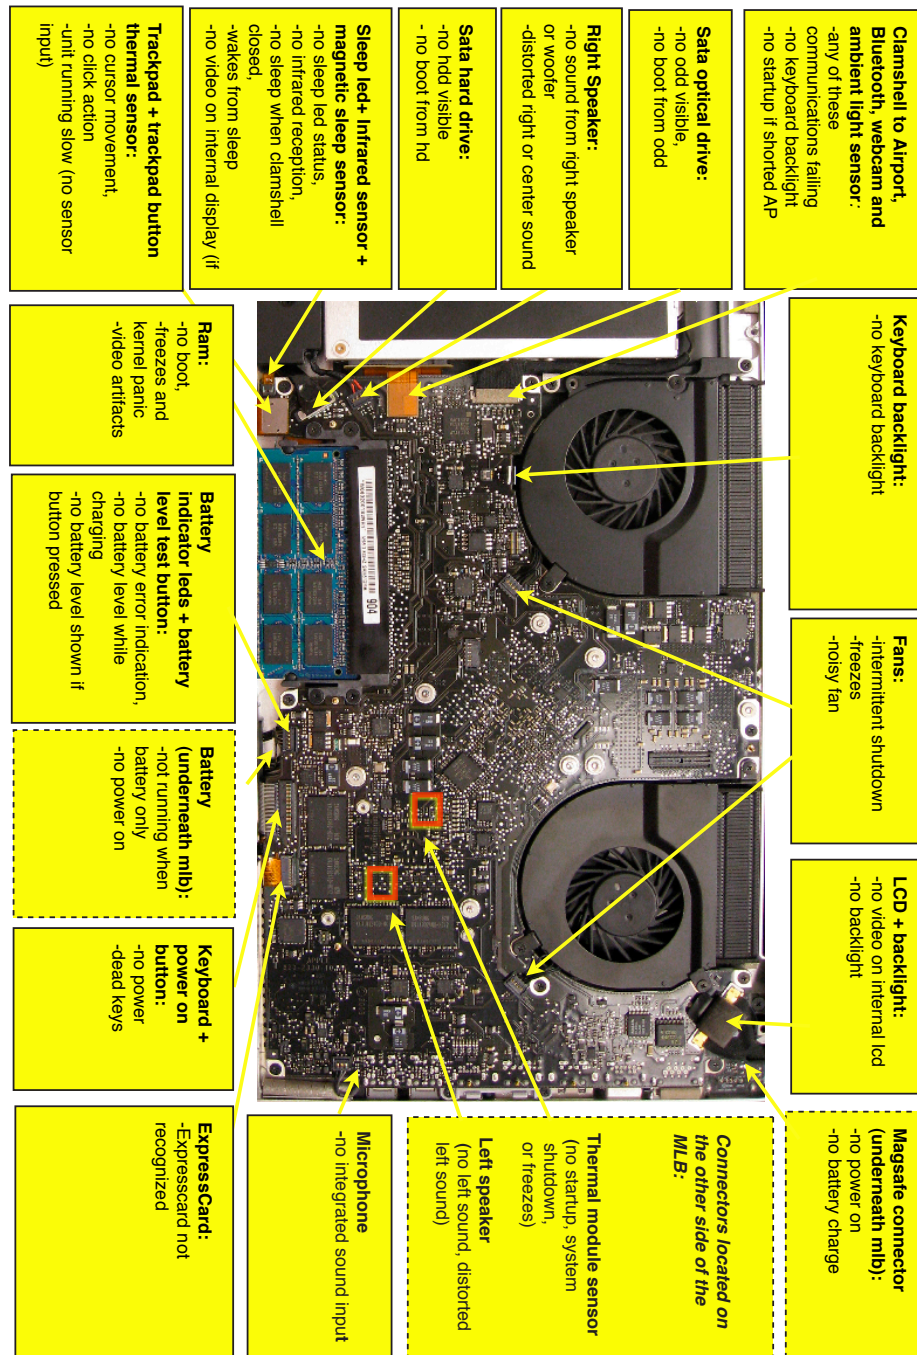 Clamshell to Airport,
Bluetooth, webcam and
ambient light sensor:
-any of these
communications failing
-no keyboard backlight
-no startup if shorted AP
Sata optical drive:
-no odd visible,
-no boot from odd
Right Speaker:
-no sound from right speaker
or woofer
-distorted right or center sound
Sata hard drive:
-no hdd visible
- no boot from hd
Sleep led+ Infrared sensor +
magnetic sleep sensor:
-no sleep led status,
-no infrared reception,
-no sleep when clamshell
closed,
-wakes from sleep
-no video on internal display (if
Trackpad + trackpad button
thermal sensor:
-no cursor movement,
-no click action
-unit running slow (no sensor
input)
Keyboard backlight:
-no keyboard backlight
Ram:
-no boot,
-freezes and
kernel panic
-video artifacts
Fans:
-intermittent shutdown
-freezes
-noisy fan
Battery
indicator leds + battery
level test button:
-no battery error indication,
-no battery level while
charging
-no battery level shown if
button pressed
Battery
(underneath mlb):
-not running when
battery only
-no power on
LCD + backlight:
-no video on internal lcd
-no backlight
Keyboard +
power on
button:
-no power
-dead keys
Magsafe connector
(underneath mlb):
-no power on
-no battery charge
Connectors located on
the other side of the
MLB:
Thermal module sensor
(no startup, system
shutdown,
or freezes)
Left speaker
(no left sound, distorted
left sound)
Microphone
-no integrated sound input
ExpressCard:
-Expresscard not
recognized
904